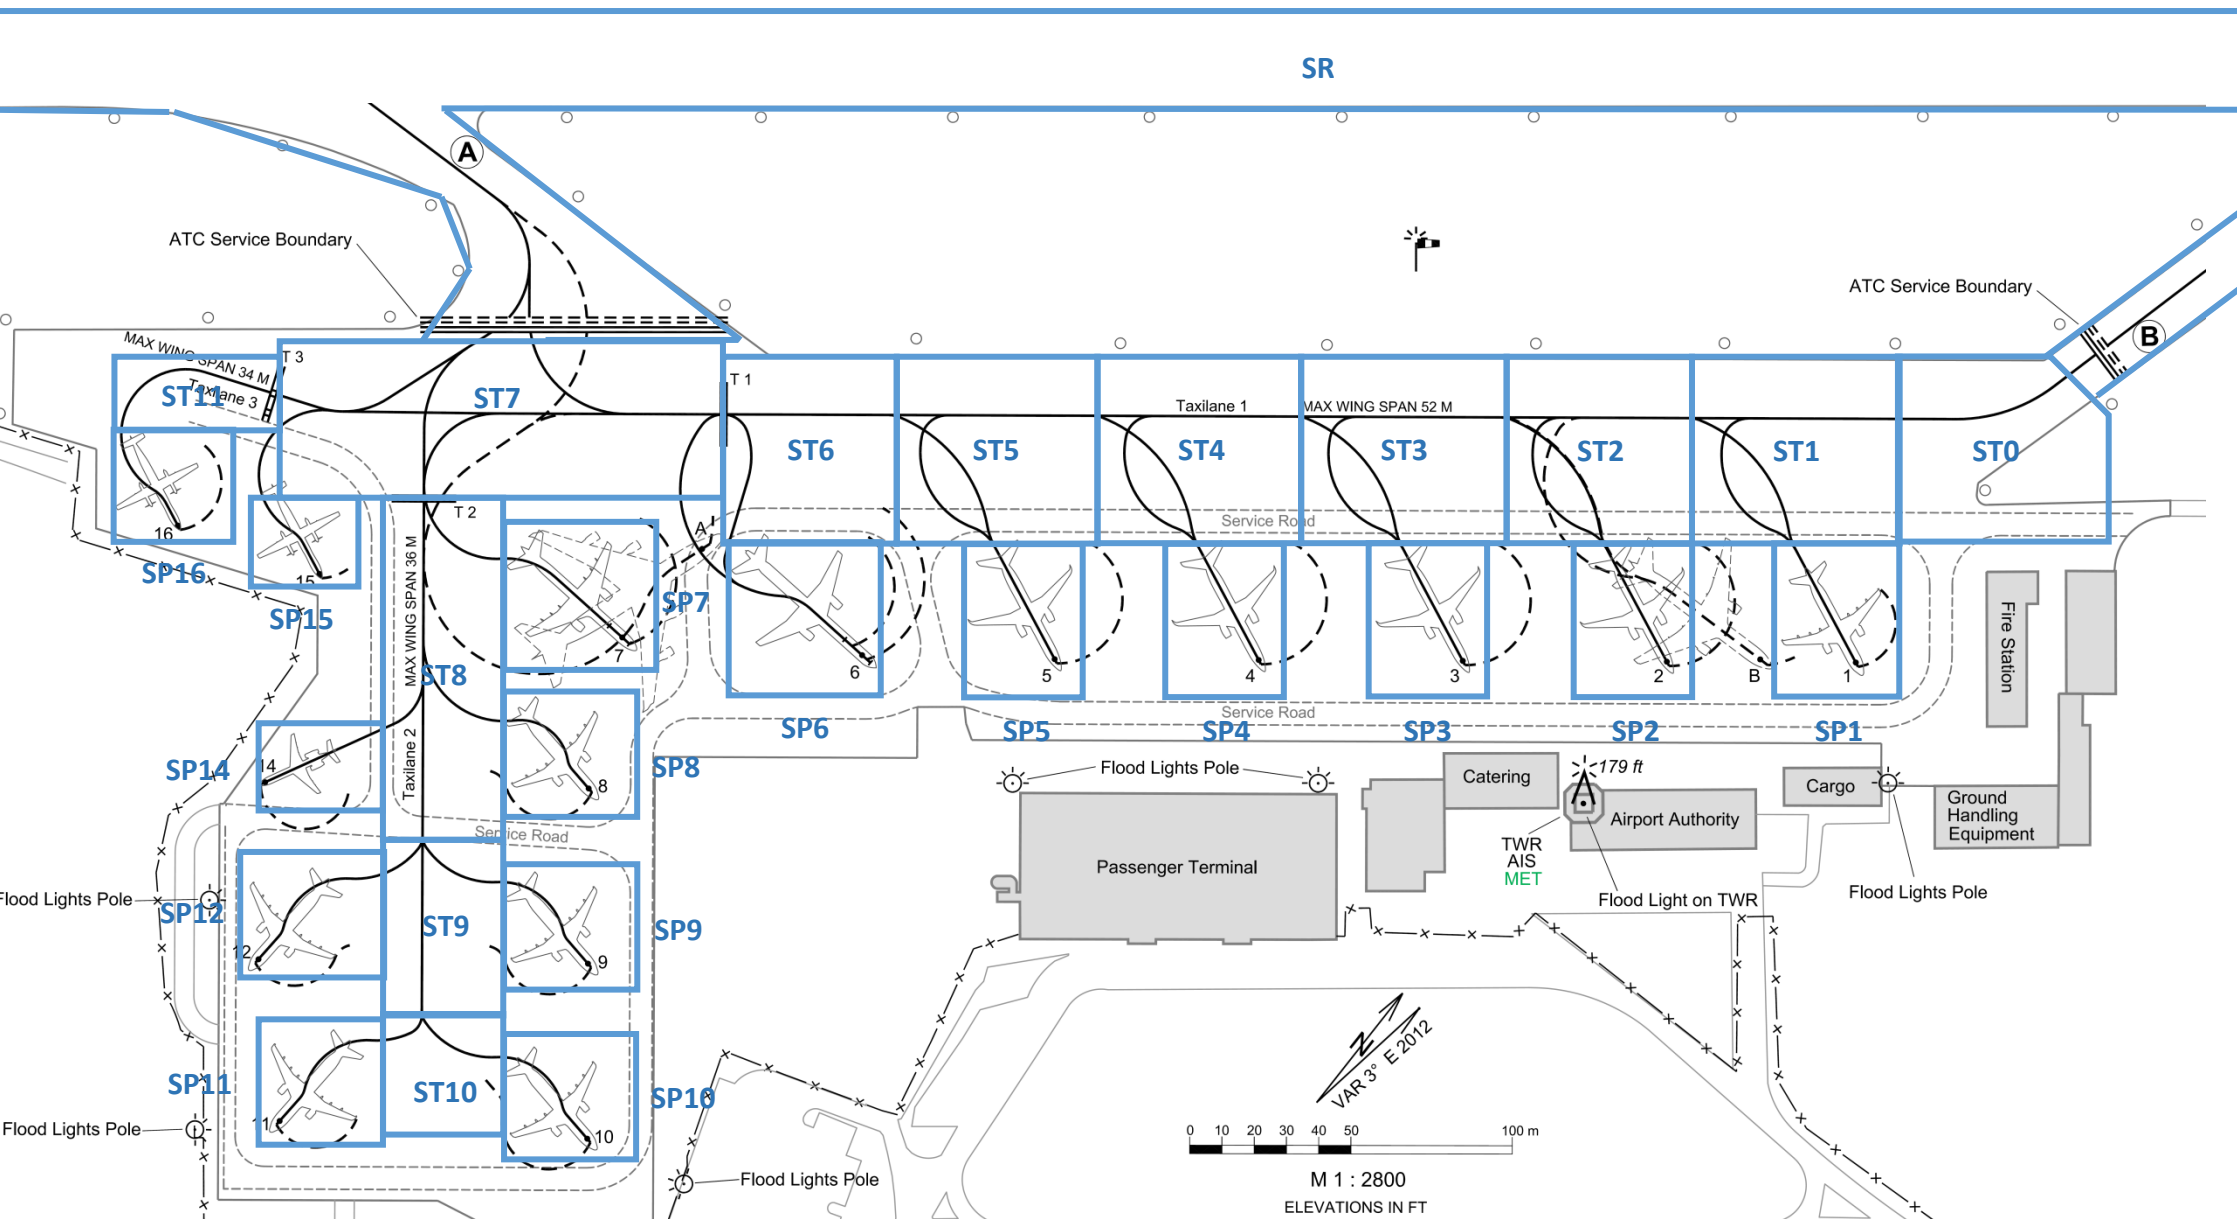 SR
A
ATC Service Boundary
ATC Service Boundary
B
MAX WING SPAN 34 M
T 3
Taxilane 3
ST11
ST7
T 1
Taxilane 1
MAX WING SPAN 52 M
ST6
ST5
ST4
ST3
ST2
ST1
ST0
T 2
Service Road
A
16
15
SP16
SP15
MAX WING SPAN 36 M
SP7
7
6
5
4
3
2
B
1
Fire Station
ST8
Service Road
SP6
SP5
SP4
SP3
SP2
SP1
SP14
14
Taxilane 2
8
SP8
Flood Lights Pole
Catering
179 ft
Cargo
Ground
Handling
Equipment
Airport Authority
Service Road
TWR
AIS
MET
Passenger Terminal
Flood Lights Pole
Flood Light on TWR
Flood Lights Pole
SP12
12
ST9
9
SP9
N
VAR 3° E 2012
SP11
11
ST10
10
SP10
Flood Lights Pole
Flood Lights Pole
0 10 20 30 40 50 100 m
M 1 : 2800
ELEVATIONS IN FT